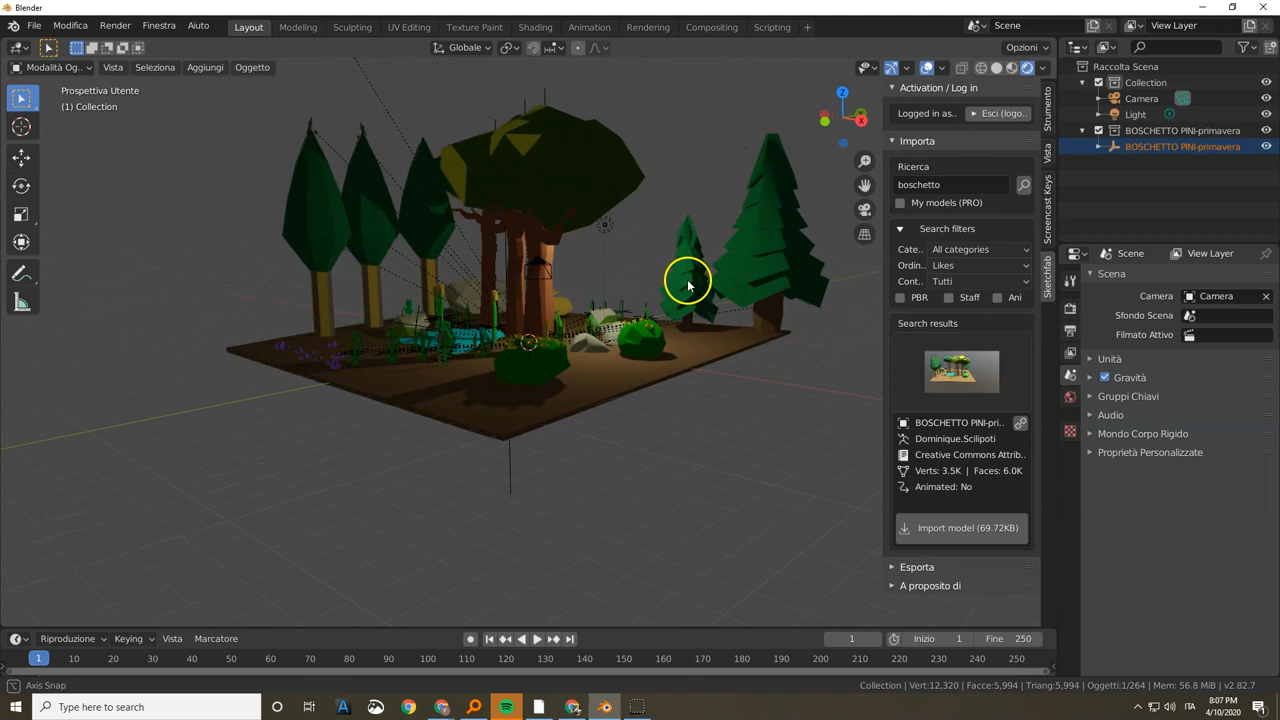 Blender
File Modifica Render Finestra Aiuto Layout Modeling Sculpting UV Editing Texture Paint Shading Animation Rendering Compositing Scripting + Scene View Layer
Globale Opzioni
Modalità Og... Vista Seleziona Aggiungi Oggetto
Prospettiva Utente
(1) Collection
Z
X
Activation / Log in
Logged in as.. Esci (logo..
Importa
Ricerca
boschetto
My models (PRO)
Search filters
Cate.. All categories
Ordin.. Likes
Cont.. Tutti
PBR Staff Ani
Search results
BOSCHETTO PINI-pri..
Dominique.Scilipoti
Creative Commons Attrib..
Verts: 3.5K | Faces: 6.0K
Animated: No
Import model (69.72KB)
Esporta
A proposito di
Strumento
Vista
Screencast Keys
Sketchfab
Raccolta Scena
Collection
Camera
Light
BOSCHETTO PINI-primavera
BOSCHETTO PINI-primavera
Scene View Layer
Scena
Camera Camera
Sfondo Scena
Filmato Attivo
Unità
Gravità
Gruppi Chiavi
Audio
Mondo Corpo Rigido
Proprietà Personalizzate
Riproduzione Keying Vista Marcatore 1 Inizio 1 Fine 250
1 10 20 30 40 50 60 70 80 90 100 110 120 130 140 150 160 170 180 190 200 210 220 230 240 250
Axis Snap Collection | Vert:12,320 | Facce:5,994 | Triang:5,994 | Oggetti:1/264 | Mem: 56.8 MiB | v2.82.7
Type here to search ITA 8:07 PM
4/10/2020